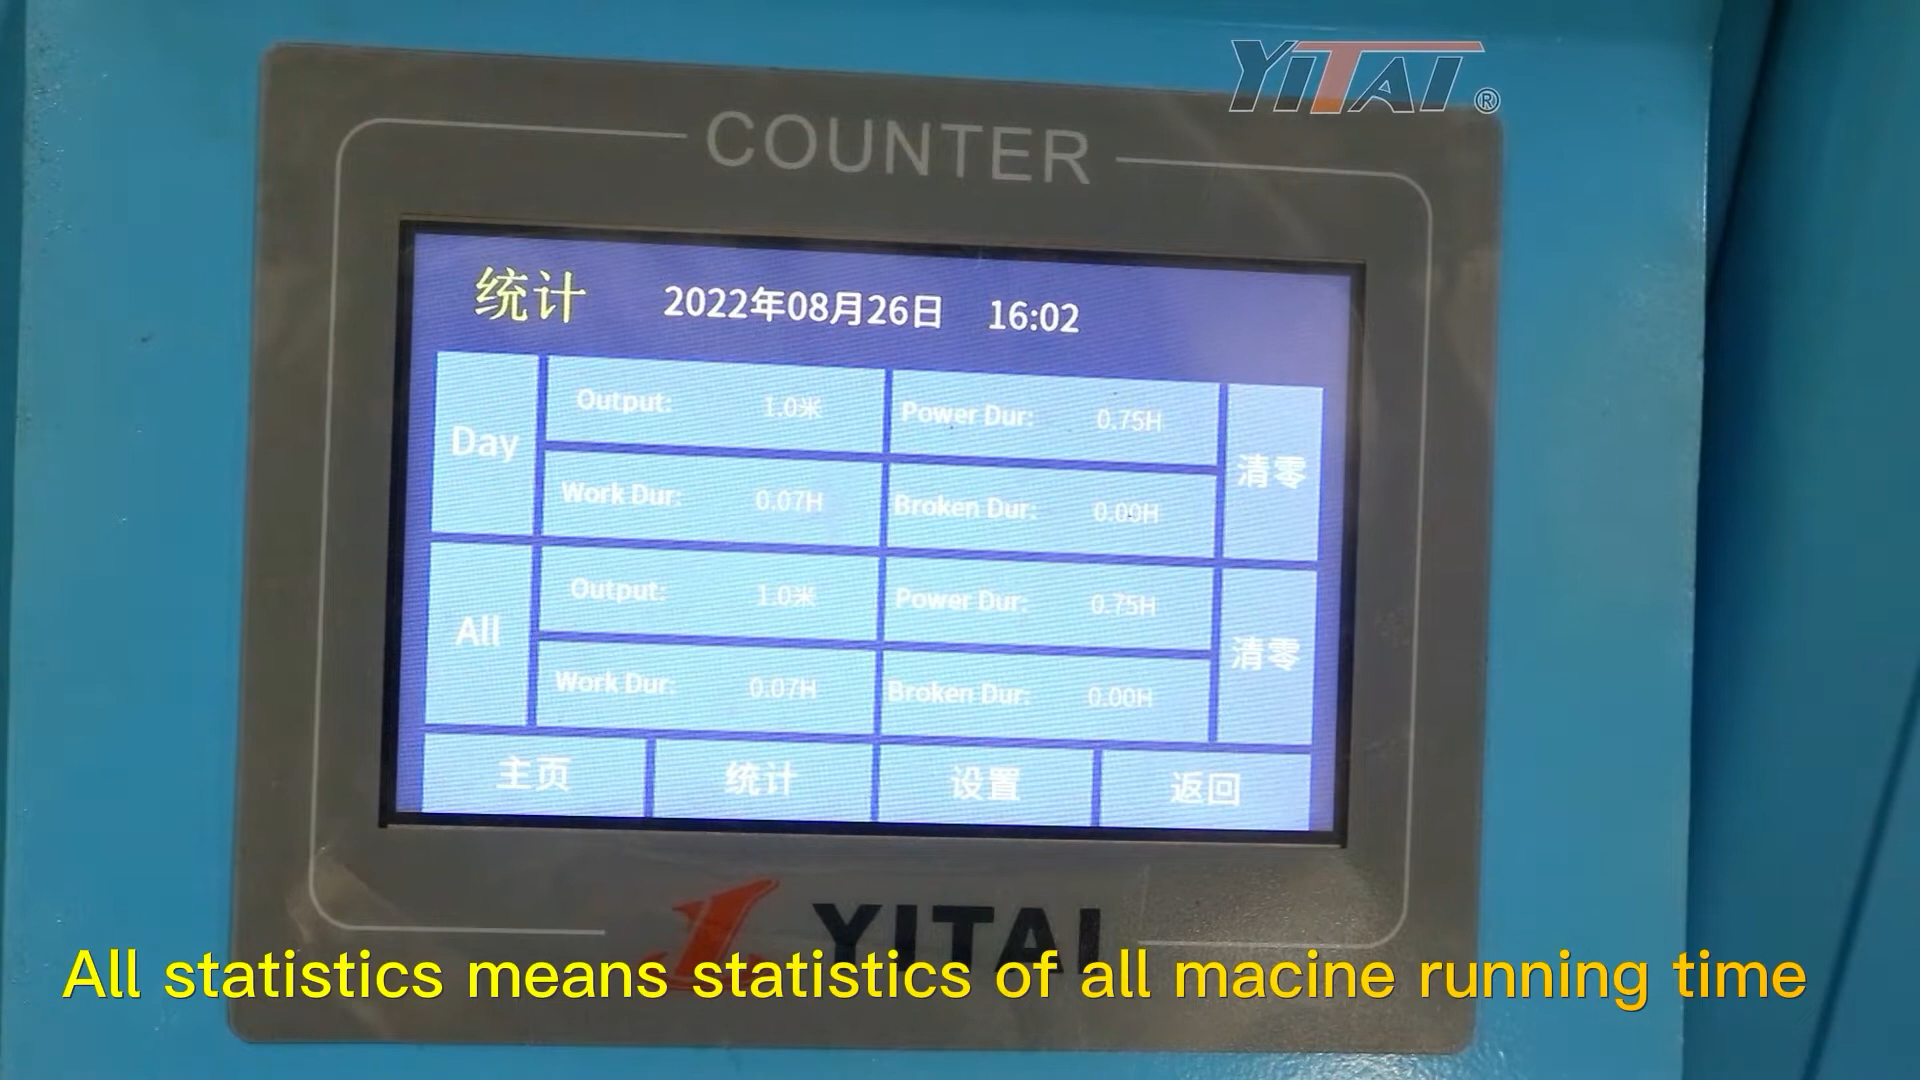 YITAI®
COUNTER
统计 2022年08月26日 16:02
Day
Output: 1.0米
Power Dur: 0.75H
Work Dur: 0.07H
Broken Dur: 0.00H
清零
All
Output: 1.0米
Power Dur: 0.75H
Work Dur: 0.07H
Broken Dur: 0.00H
清零
主页 统计 设置 返回
YITAI
All statistics means statistics of all macine running time